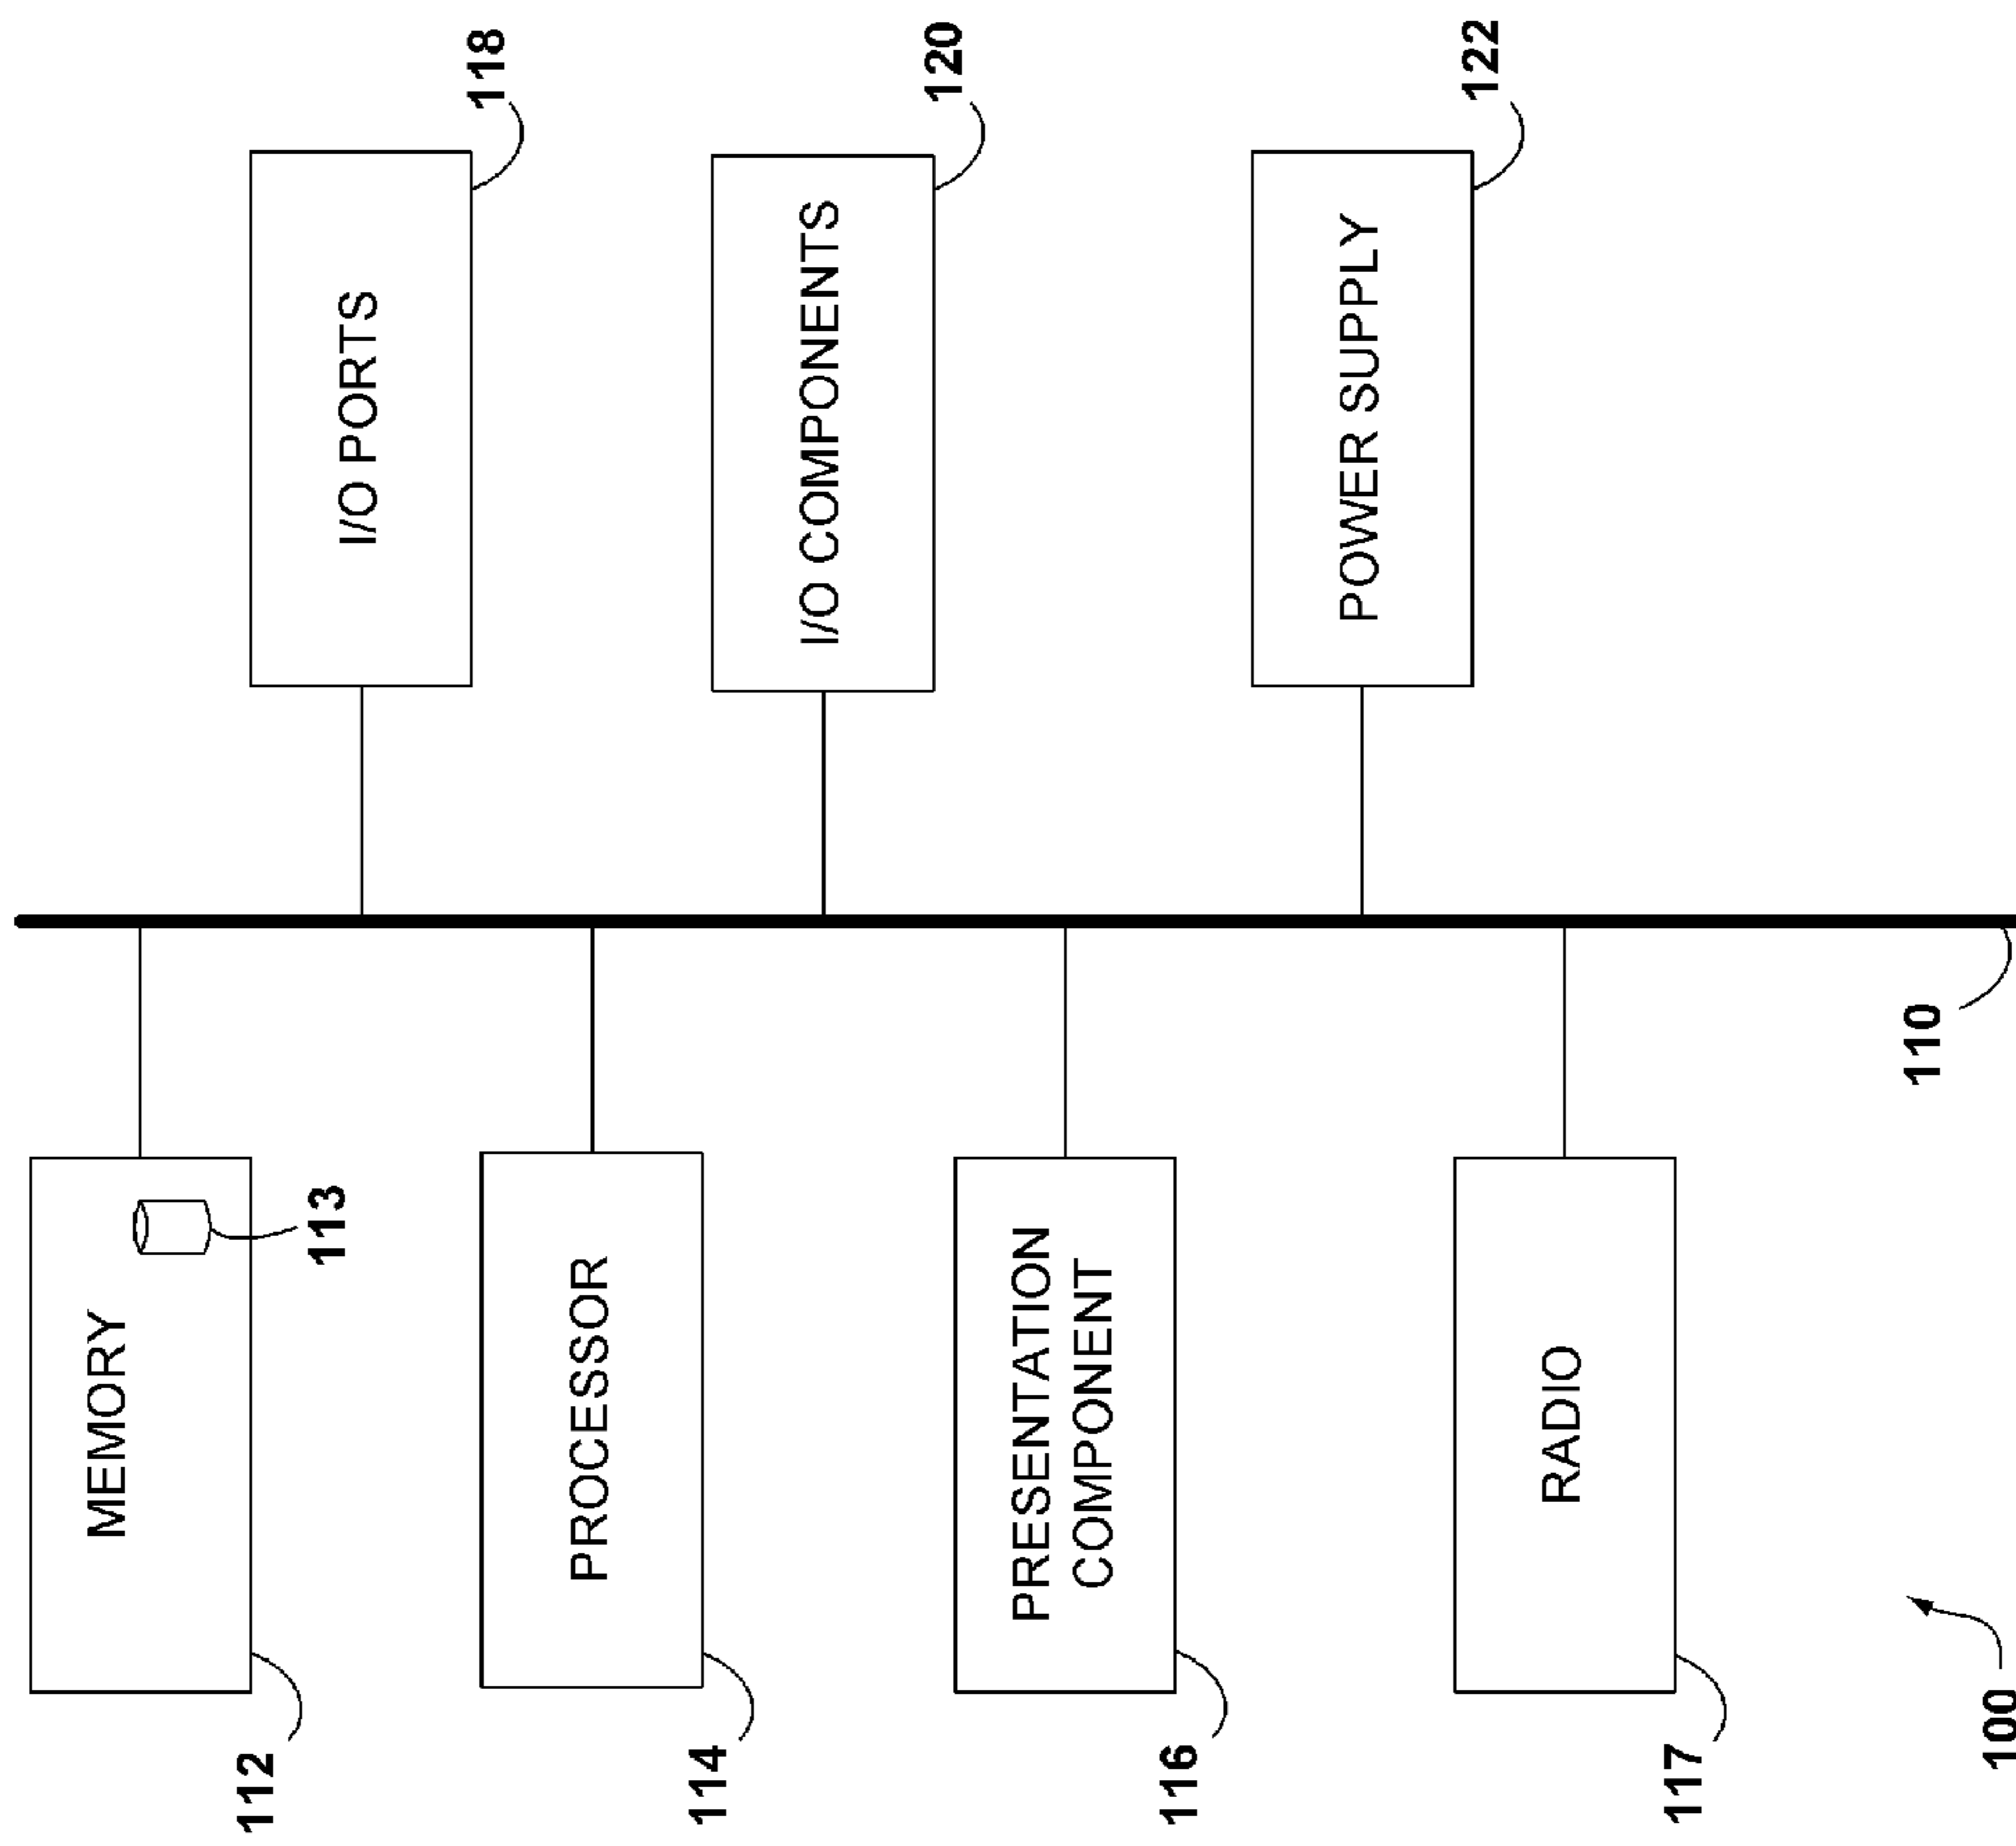 MEMORY
113
112
PROCESSOR
114
PRESENTATION
COMPONENT
116
RADIO
117
I/O PORTS
118
I/O COMPONENTS
120
POWER SUPPLY
122
110
100